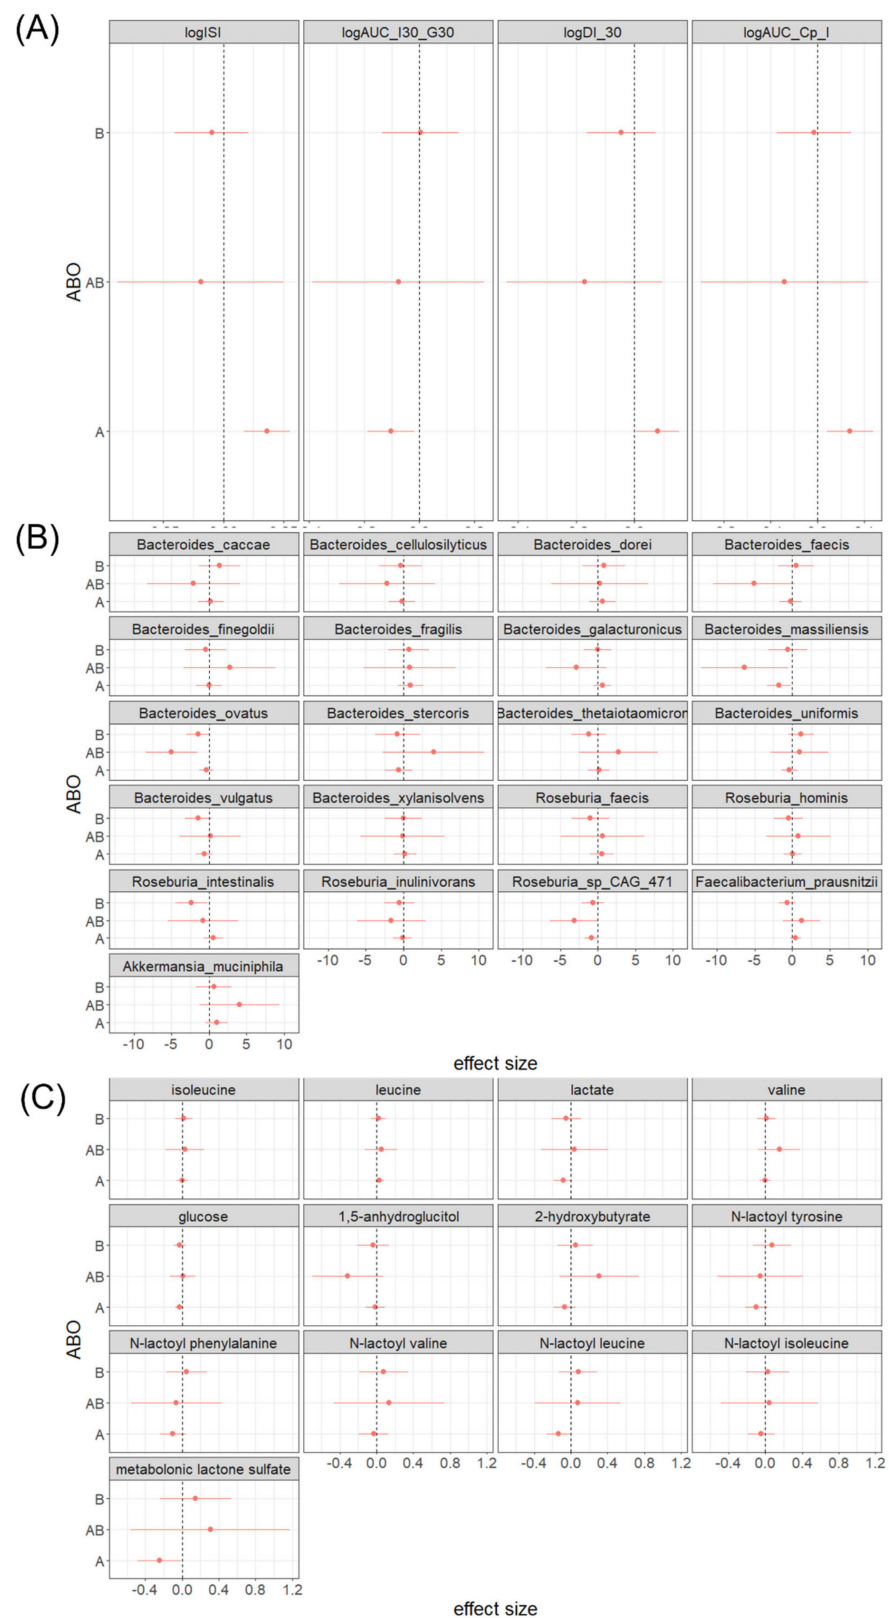 (A)
logISI logAUC_I30_G30 logDI_30 logAUC_Cp_I
B
AB
A
ABO
(B)
Bacteroides_caccae Bacteroides_cellulosilyticus Bacteroides_dorei Bacteroides_faecis
B
AB
A
Bacteroides_finegoldii Bacteroides_fragilis Bacteroides_galacturonicus Bacteroides_massiliensis
B
AB
A
Bacteroides_ovatus Bacteroides_stercoris Bacteroides_thetaiotaomicron Bacteroides_uniformis
B
AB
A
ABO
Bacteroides_vulgatus Bacteroides_xylanisolvens Roseburia_faecis Roseburia_hominis
B
AB
A
Roseburia_intestinalis Roseburia_inulinivorans Roseburia_sp_CAG_471 Faecalibacterium_prausnitzii
B
AB
A
-10 -5 0 5 10 -10 -5 0 5 10 -10 -5 0 5 10
Akkermansia_muciniphila
B
AB
A
-10 -5 0 5 10
effect size
(C)
isoleucine leucine lactate valine
B
AB
A
glucose 1,5-anhydroglucitol 2-hydroxybutyrate N-lactoyl tyrosine
B
AB
A
ABO
N-lactoyl phenylalanine N-lactoyl valine N-lactoyl leucine N-lactoyl isoleucine
B
AB
A
-0.4 0.0 0.4 0.8 1.2 -0.4 0.0 0.4 0.8 1.2 -0.4 0.0 0.4 0.8 1.2
metabolonic lactone sulfate
B
AB
A
-0.4 0.0 0.4 0.8 1.2
effect size